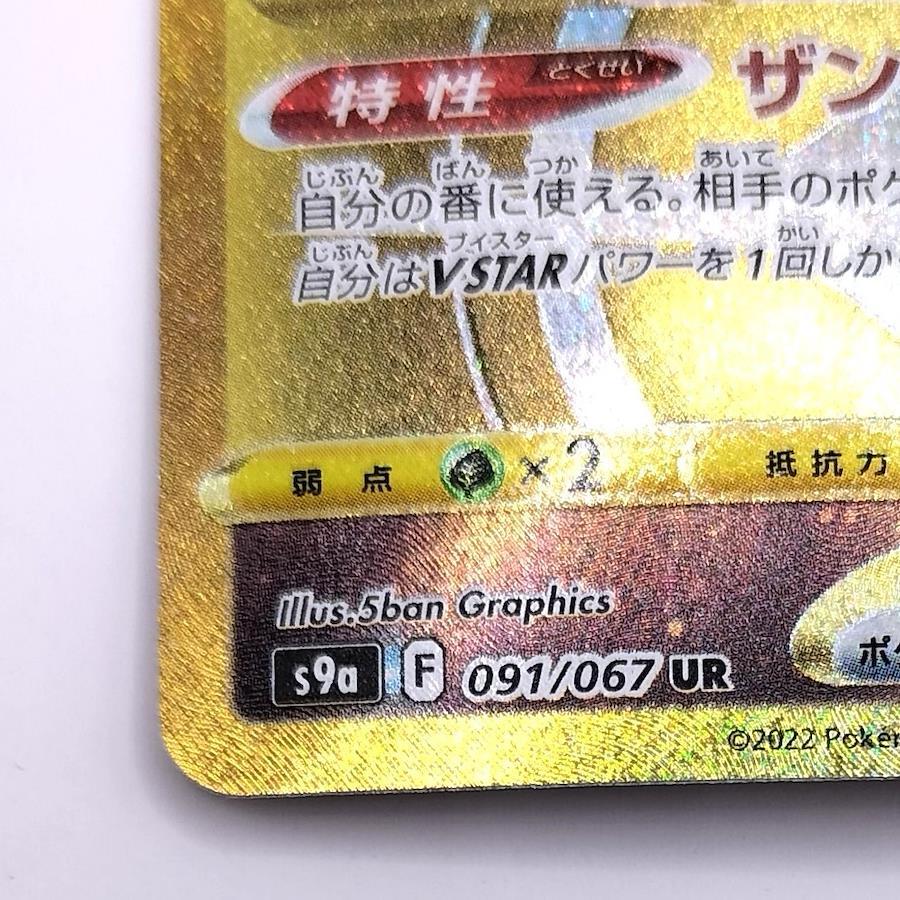 特性 とくせい ザン
じぶん ばん つか あいて
自分の番に使える。相手のポケ
じぶん ブイスター かい
自分はVSTARパワーを1回しか
弱点 ×2 抵抗力
Illus.5ban Graphics
s9a F 091/067 UR
ポケ
©2022 Pokém